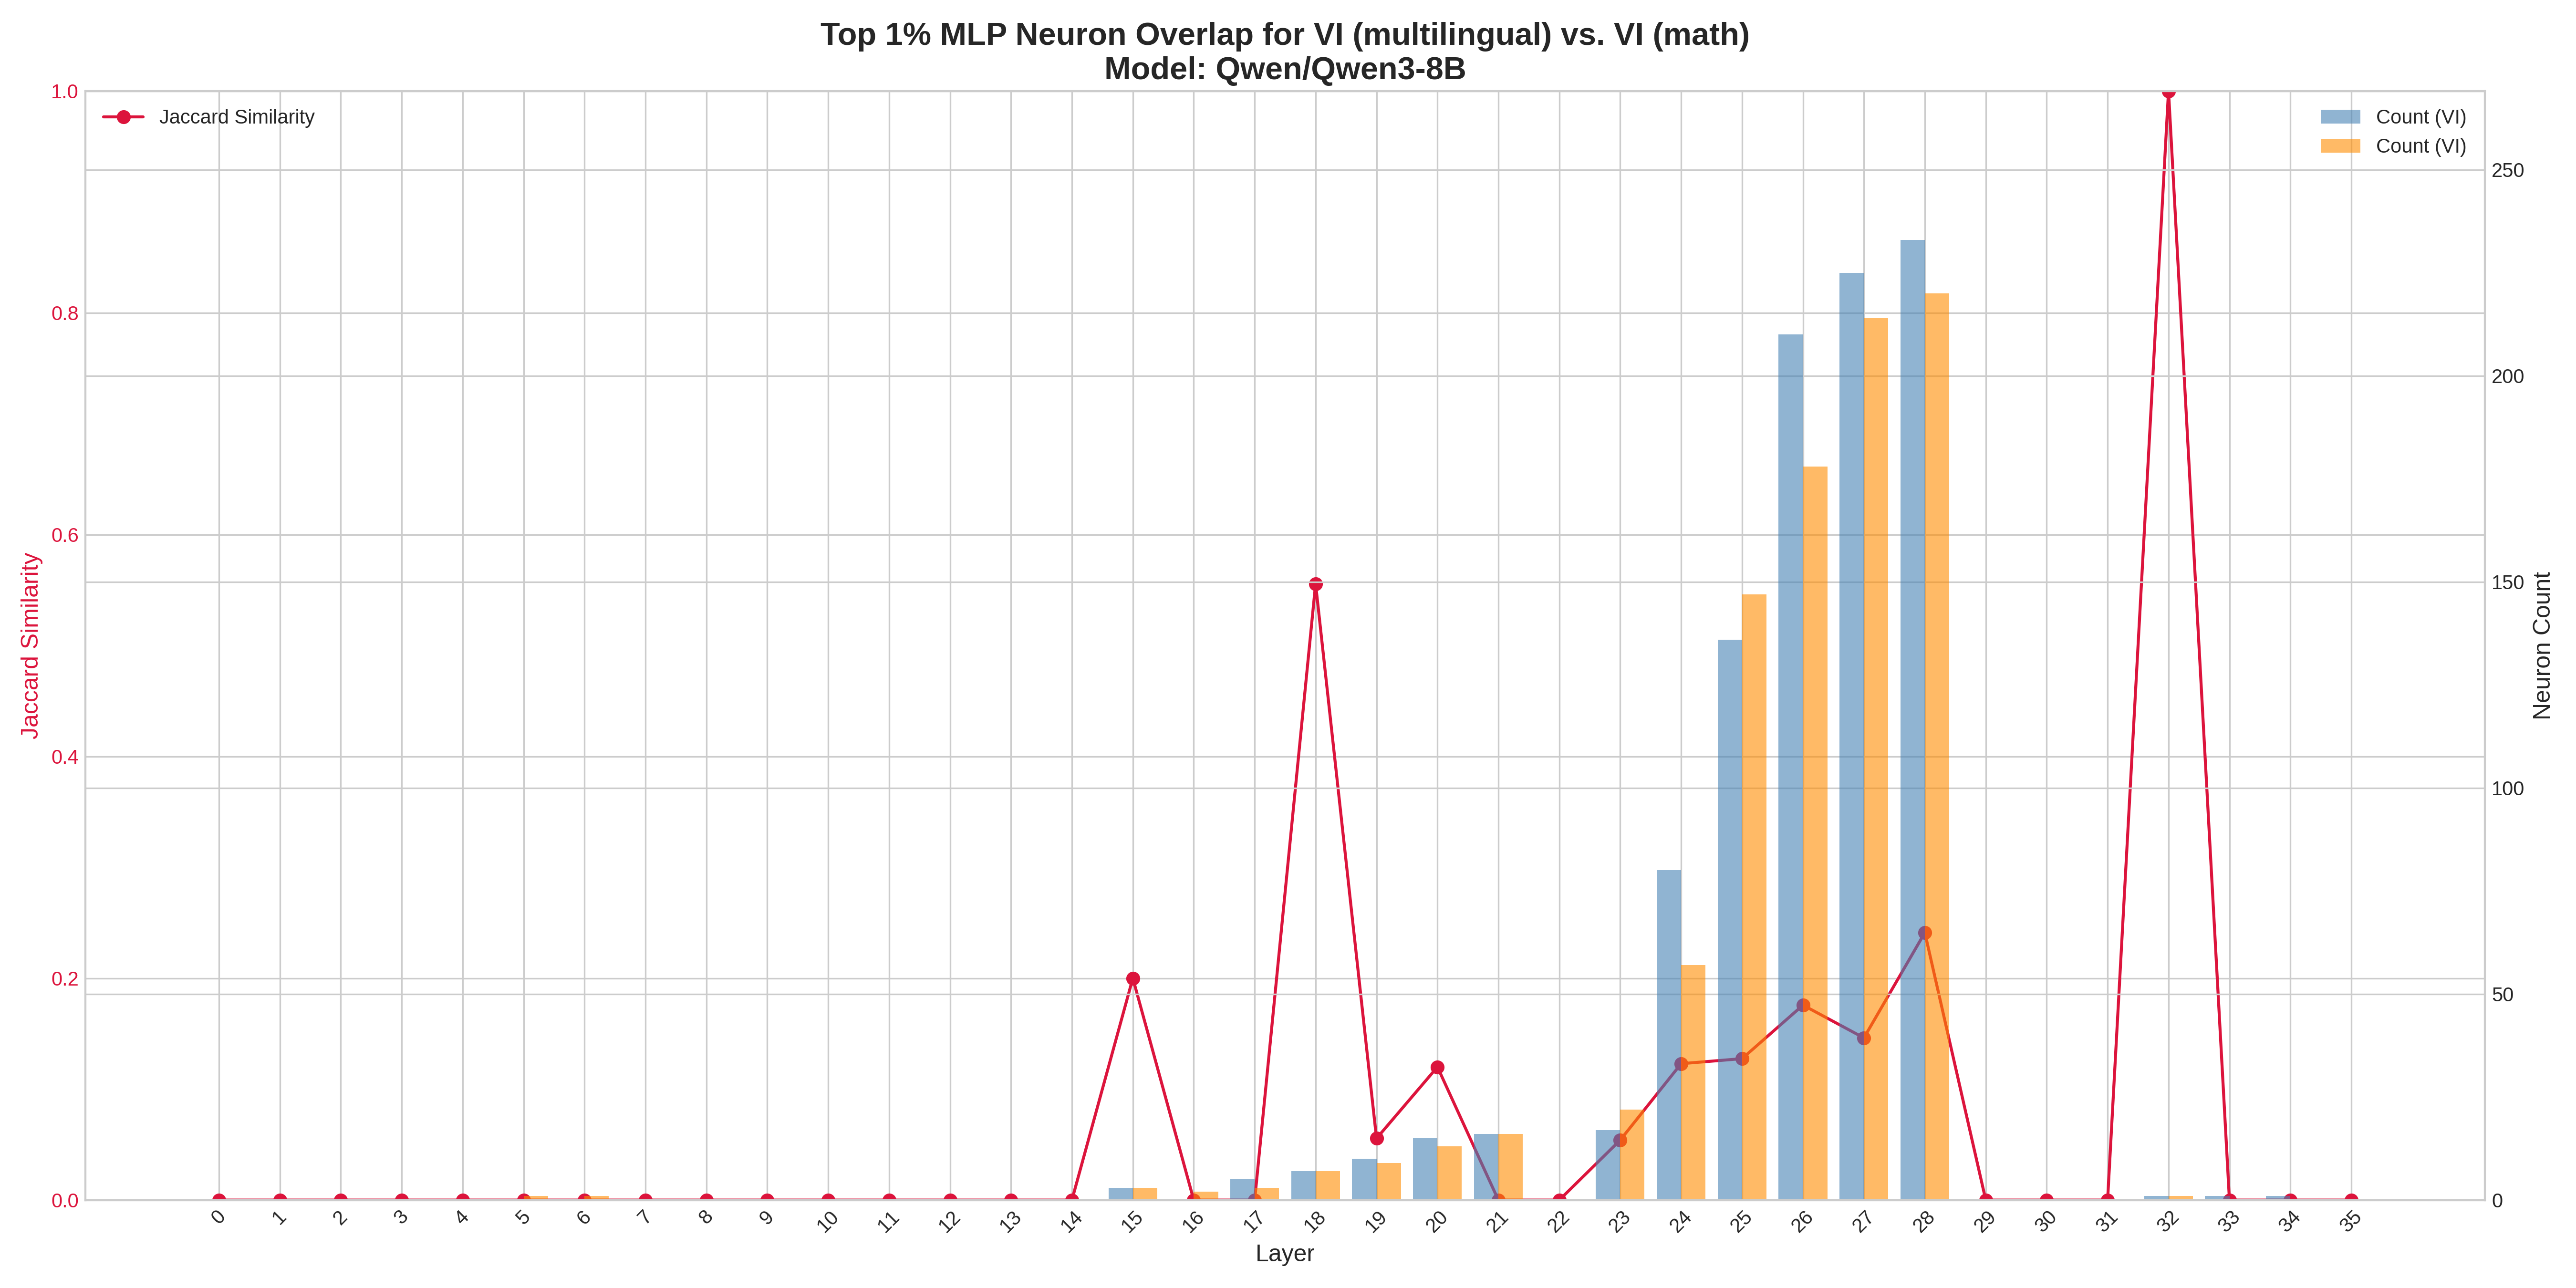 Top 1% MLP Neuron Overlap for VI (multilingual) vs. VI (math)
Model: Qwen/Qwen3-8B
Jaccard Similarity
Count (VI)
Count (VI)
Jaccard Similarity
1.0
0.8
0.6
0.4
0.2
0.0
Neuron Count
250
200
150
100
50
0
0 1 2 3 4 5 6 7 8 9 10 11 12 13 14 15 16 17 18 19 20 21 22 23 24 25 26 27 28 29 30 31 32 33 34 35
Layer